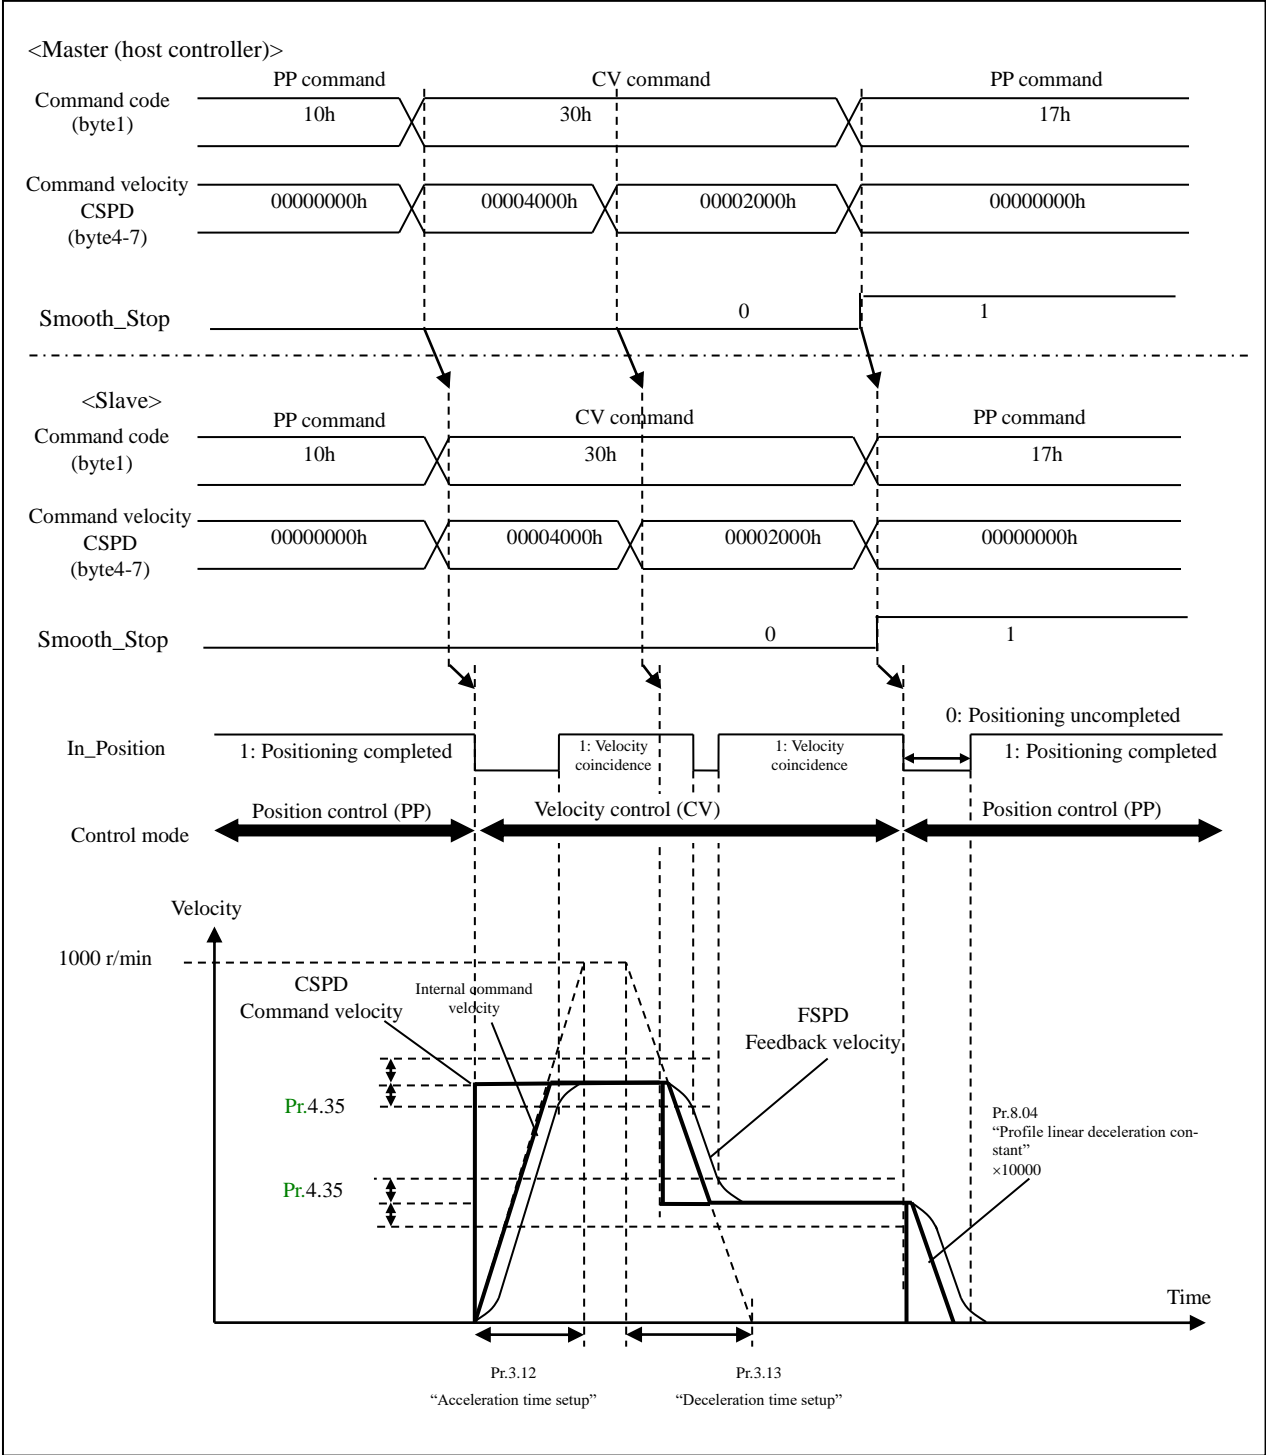 <Master (host controller)>
PP command
CV command
PP command
Command code
(byte1)
10h
30h
17h
Command velocity
CSPD
(byte4-7)
00000000h
00004000h
00002000h
00000000h
Smooth_Stop
0
1
<Slave>
PP command
CV command
PP command
Command code
(byte1)
10h
30h
17h
Command velocity
CSPD
(byte4-7)
00000000h
00004000h
00002000h
00000000h
Smooth_Stop
0
1
0: Positioning uncompleted
In_Position
1: Positioning completed
1: Velocity
coincidence
1: Velocity
coincidence
1: Positioning completed
Control mode
Position control (PP)
Velocity control (CV)
Position control (PP)
Velocity
1000 r/min
CSPD
Command velocity
Internal command
velocity
FSPD
Feedback velocity
Pr.4.35
Pr.4.35
Pr.8.04
“Profile linear deceleration con-
stant”
×10000
Time
Pr.3.12
“Acceleration time setup”
Pr.3.13
“Deceleration time setup”